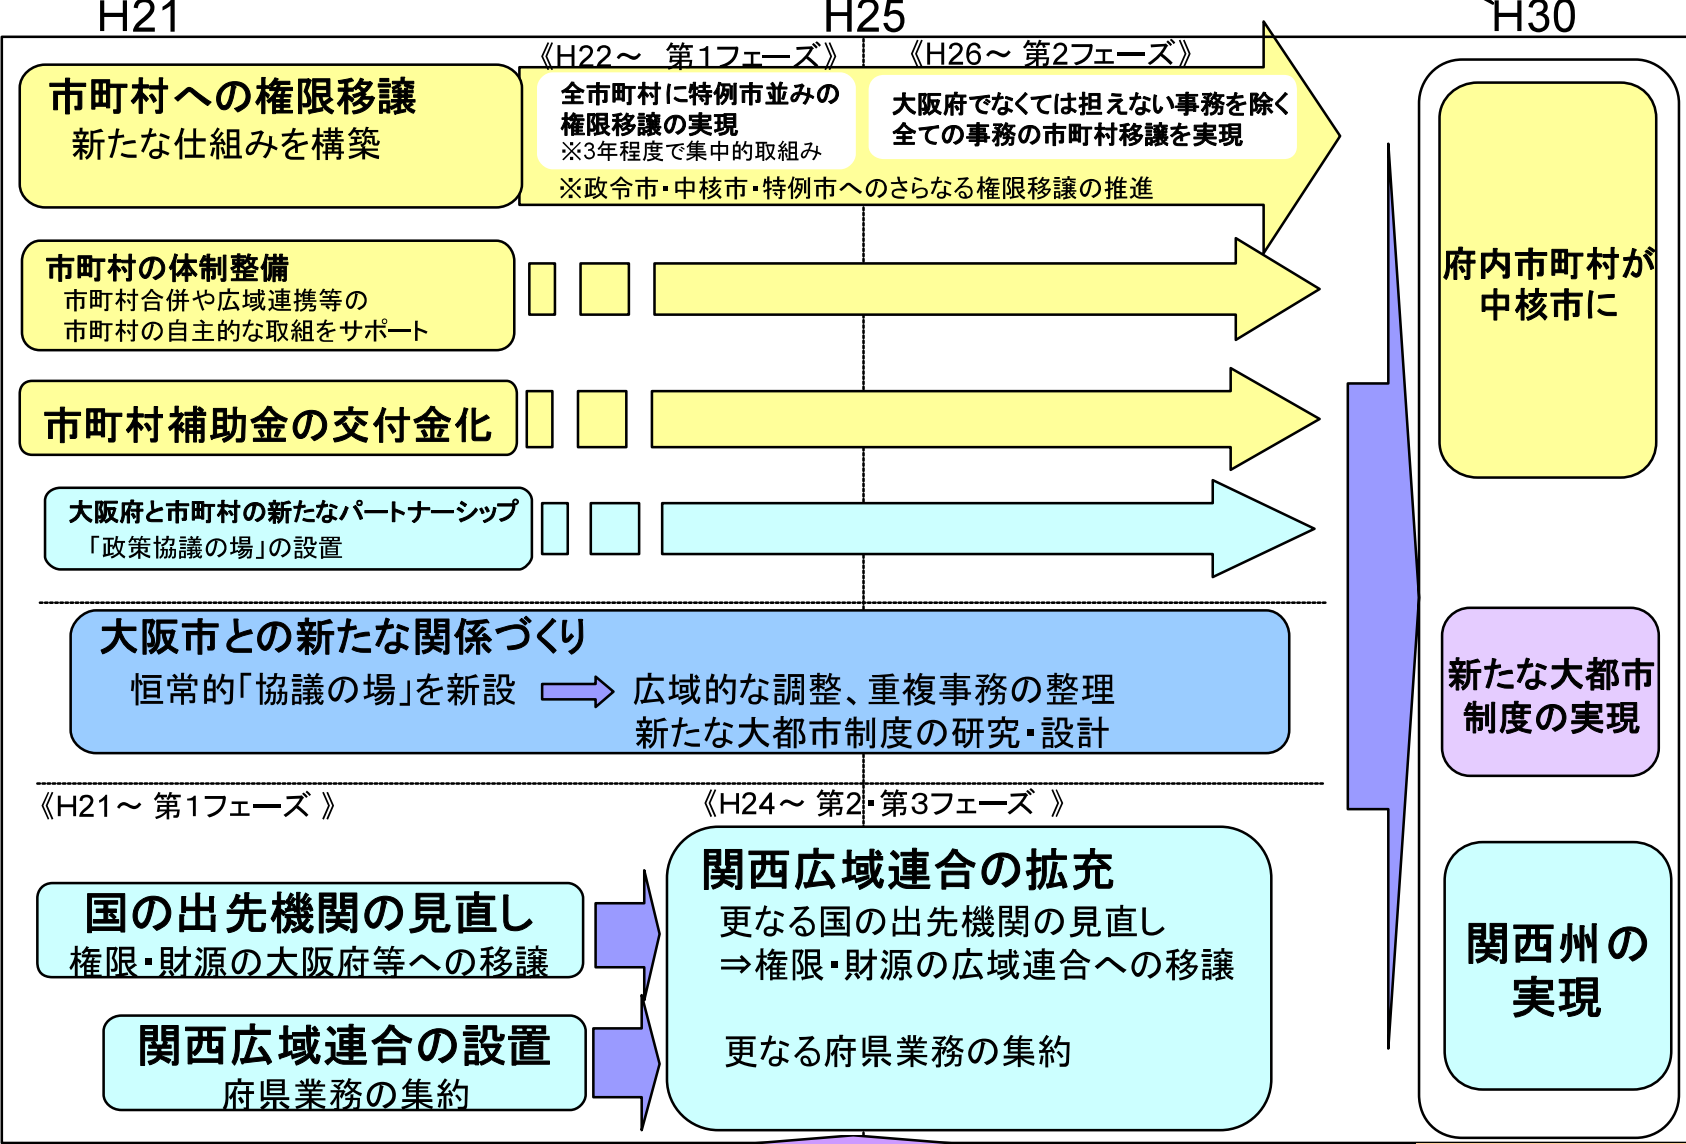 H21
H25
H30
《H22～ 第1フェーズ》
《H26～ 第2フェーズ》
市町村への権限移譲
新たな仕組みを構築
全市町村に特例市並みの
権限移譲の実現
※3年程度で集中的取組み
大阪府でなくては担えない事務を除く
全ての事務の市町村移譲を実現
※政令市・中核市・特例市へのさらなる権限移譲の推進
市町村の体制整備
市町村合併や広域連携等の
市町村の自主的な取組をサポート
市町村補助金の交付金化
大阪府と市町村の新たなパートナーシップ
「政策協議の場」の設置
大阪市との新たな関係づくり
恒常的「協議の場」を新設
広域的な調整、重複事務の整理
新たな大都市制度の研究・設計
《H21～ 第1フェーズ 》
《H24～ 第2・第3フェーズ 》
国の出先機関の見直し
権限・財源の大阪府等への移譲
関西広域連合の設置
府県業務の集約
関西広域連合の拡充
更なる国の出先機関の見直し
⇒権限・財源の広域連合への移譲
更なる府県業務の集約
府内市町村が
中核市に
新たな大都市
制度の実現
関西州の
実現